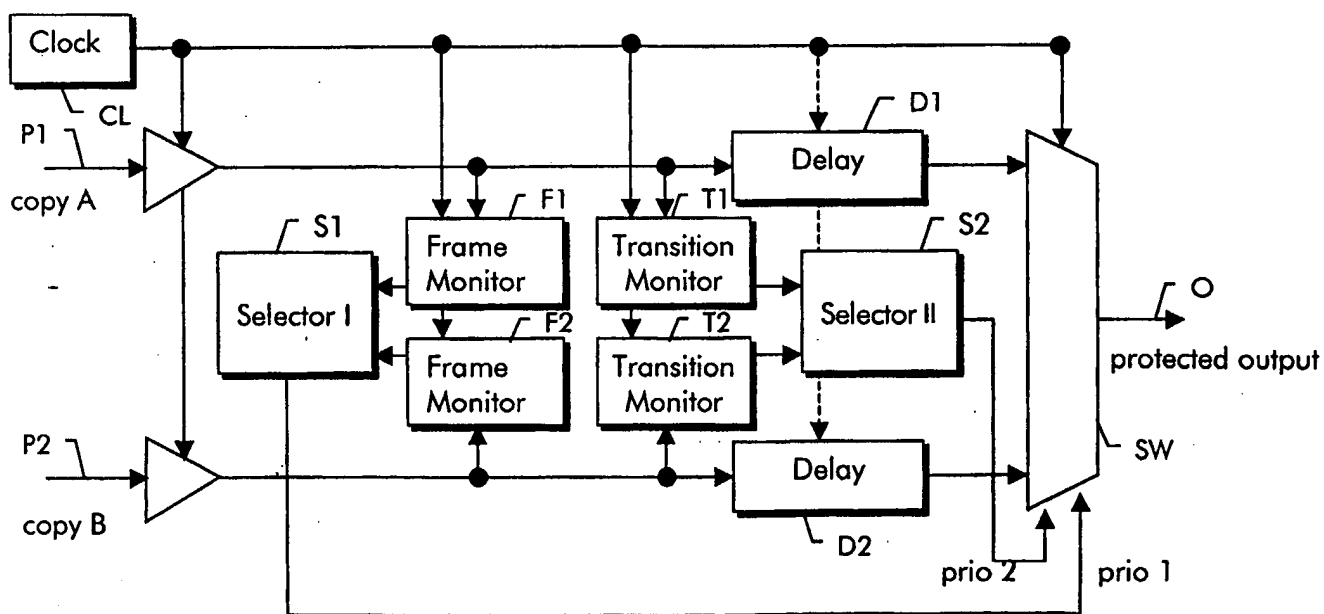 Clock
CL
D1
P1
Delay
copy A
F1
T1
S1
S2
Frame
Monitor
Transition
Monitor
O
Selector I
F2
T2
Selector II
protected output
Frame
Monitor
Transition
Monitor
P2
SW
Delay
copy B
D2
prio 2
prio 1